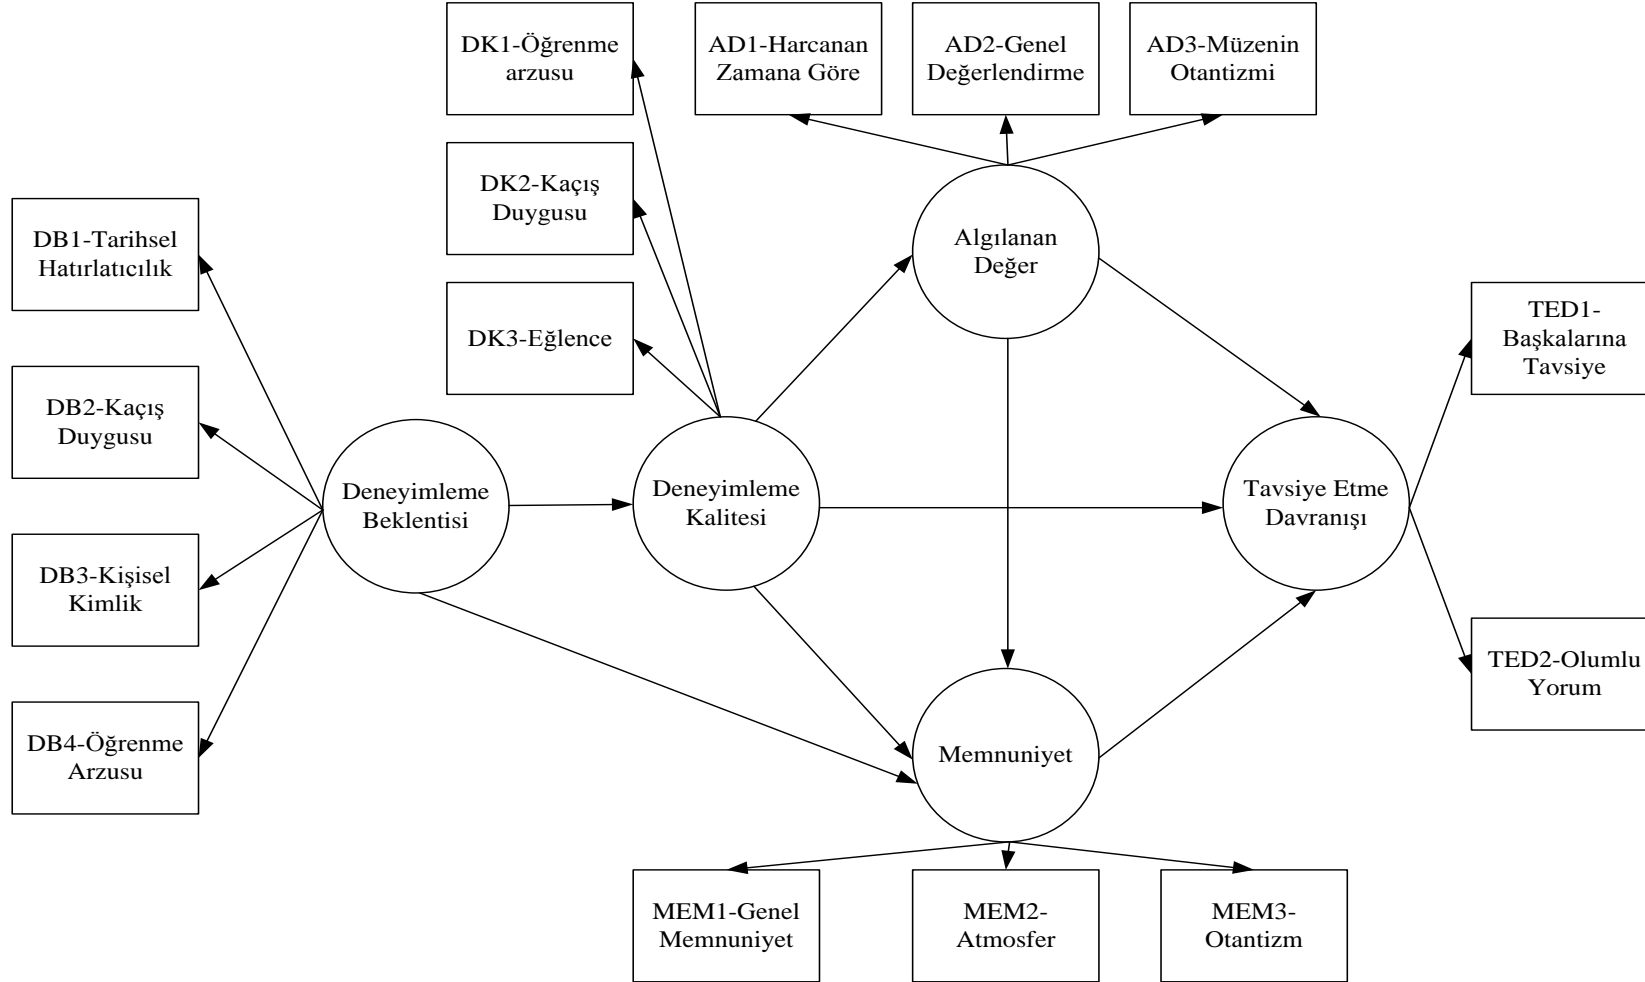 DK1-Öğrenme
arzusu
AD1-Harcanan
Zamana Göre
AD2-Genel
Değerlendirme
AD3-Müzenin
Otantizmi
DK2-Kaçış
Duygusu
DB1-Tarihsel
Hatırlatıcılık
Algılanan
Değer
DK3-Eğlence
TED1-
Başkalarına
Tavsiye
DB2-Kaçış
Duygusu
Deneyimleme
Beklentisi
Deneyimleme
Kalitesi
Tavsiye Etme
Davranışı
DB3-Kişisel
Kimlik
TED2-Olumlu
Yorum
DB4-Öğrenme
Arzusu
Memnuniyet
MEM1-Genel
Memnuniyet
MEM2-
Atmosfer
MEM3-
Otantizm